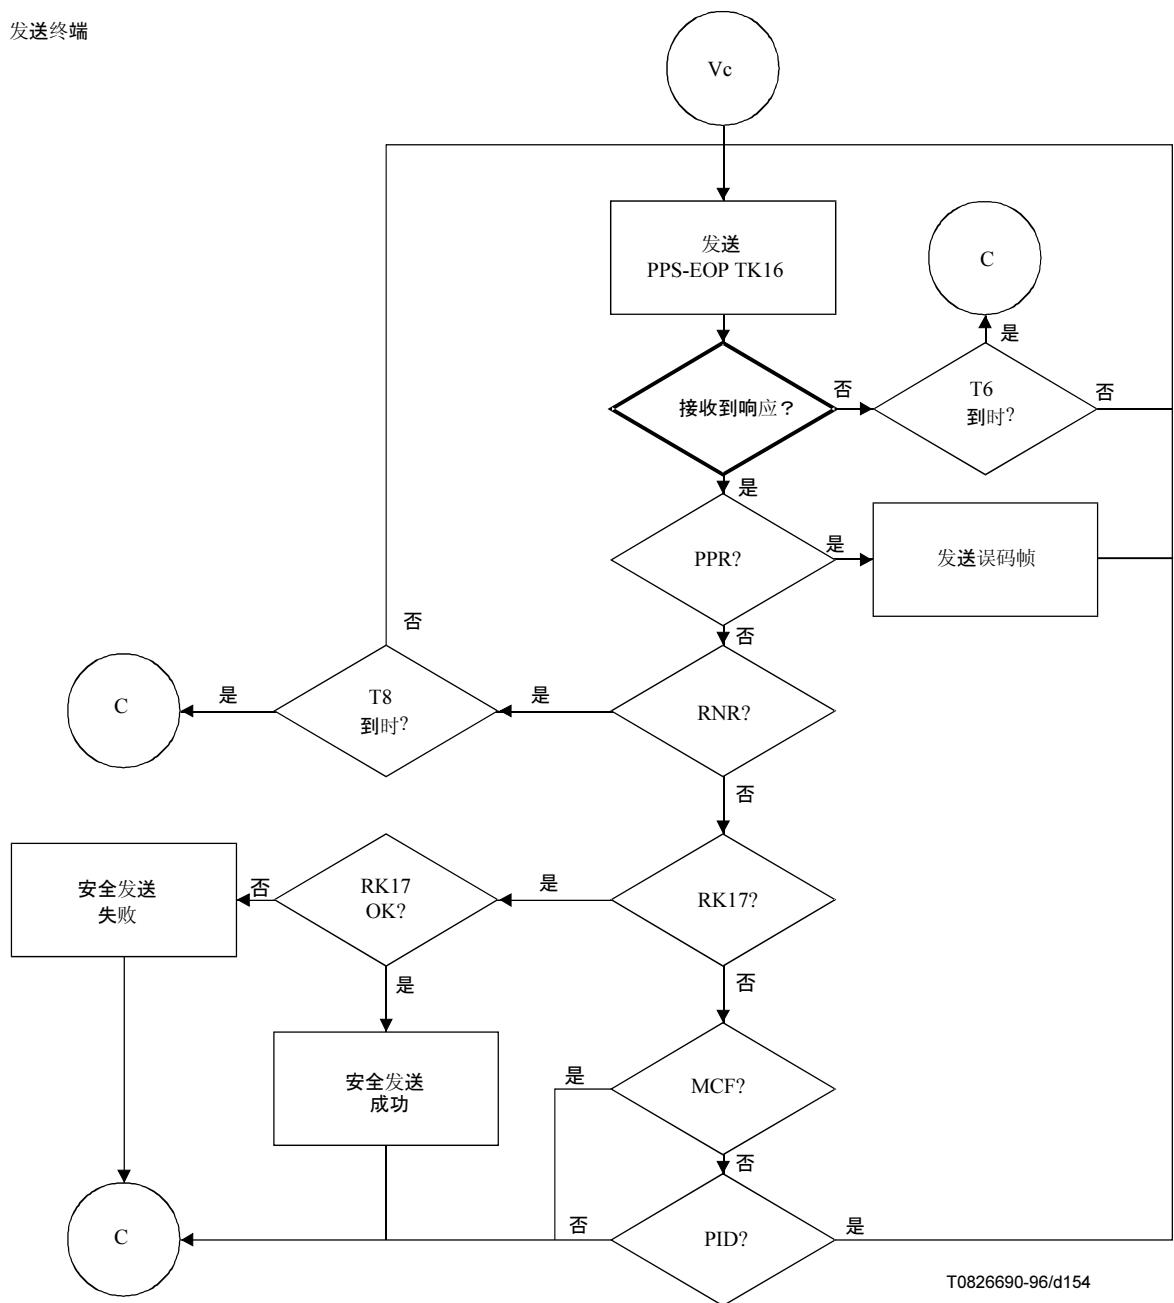 发送终端
Vc
发送
PPS-EOP TK16
C
是
接收到响应？
否
T6
到时？
否
是
PPR?
是
发送误码帧
否
否
C
是
T8
到时？
是
RNR?
否
安全发送
失败
否
RK17
OK?
是
RK17?
是
否
安全发送
成功
是
MCF?
否
C
否
PID?
是
T0826690-96/d154